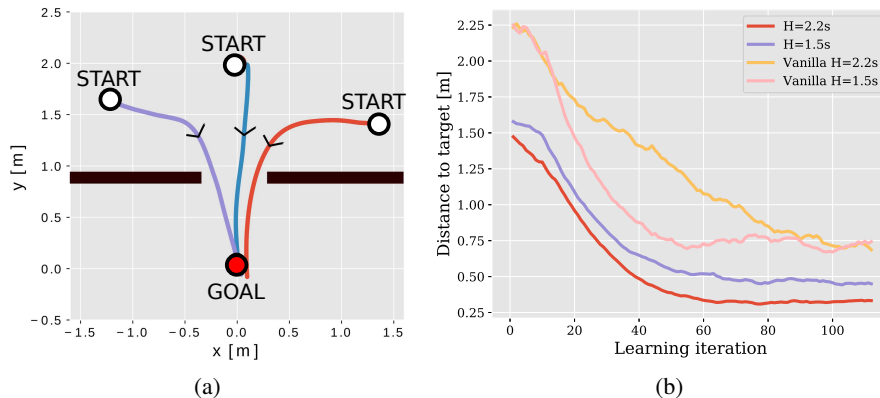 2.5
2.0
1.5
1.0
0.5
0.0
−0.5
y [m]
START
START
START
GOAL
−1.5 −1.0 −0.5 0.0 0.5 1.0 1.5
x [m]
(a)
2.25
2.00
1.75
1.50
1.25
1.00
0.75
0.50
0.25
Distance to target [m]
H=2.2s
H=1.5s
Vanilla H=2.2s
Vanilla H=1.5s
0 20 40 60 80 100
Learning iteration
(b)